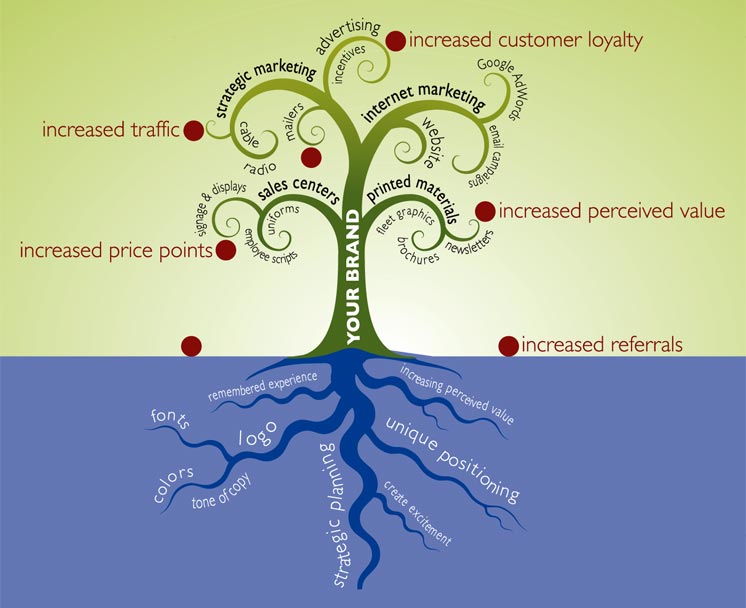 advertising
increased customer loyalty
incentives
strategic marketing
Google AdWords
internet marketing
mailers
increased traffic
cable
website
email campaigns
radio
signage & displays
sales centers
printed materials
uniforms
fleet graphics
increased perceived value
employee scripts
brochures
newsletters
increased price points
YOUR BRAND
increased referrals
remembered experience
increasing perceived value
fonts
logo
unique positioning
colors
tone of copy
strategic planning
create excitement